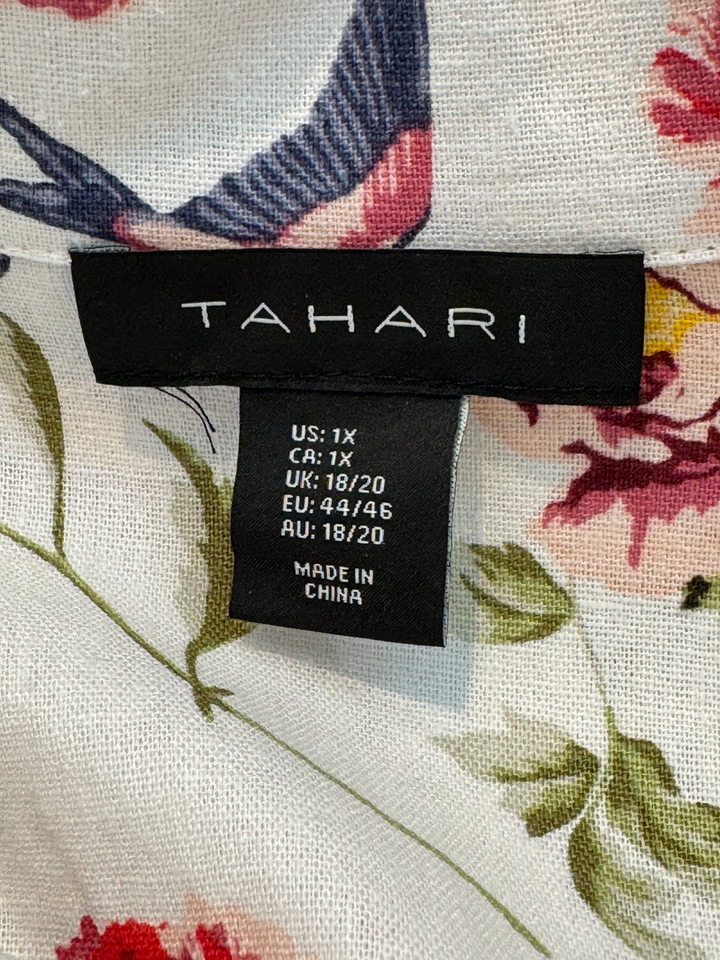 TAHARI
US: 1X
CA: 1X
UK: 18/20
EU: 44/46
AU: 18/20
MADE IN
CHINA